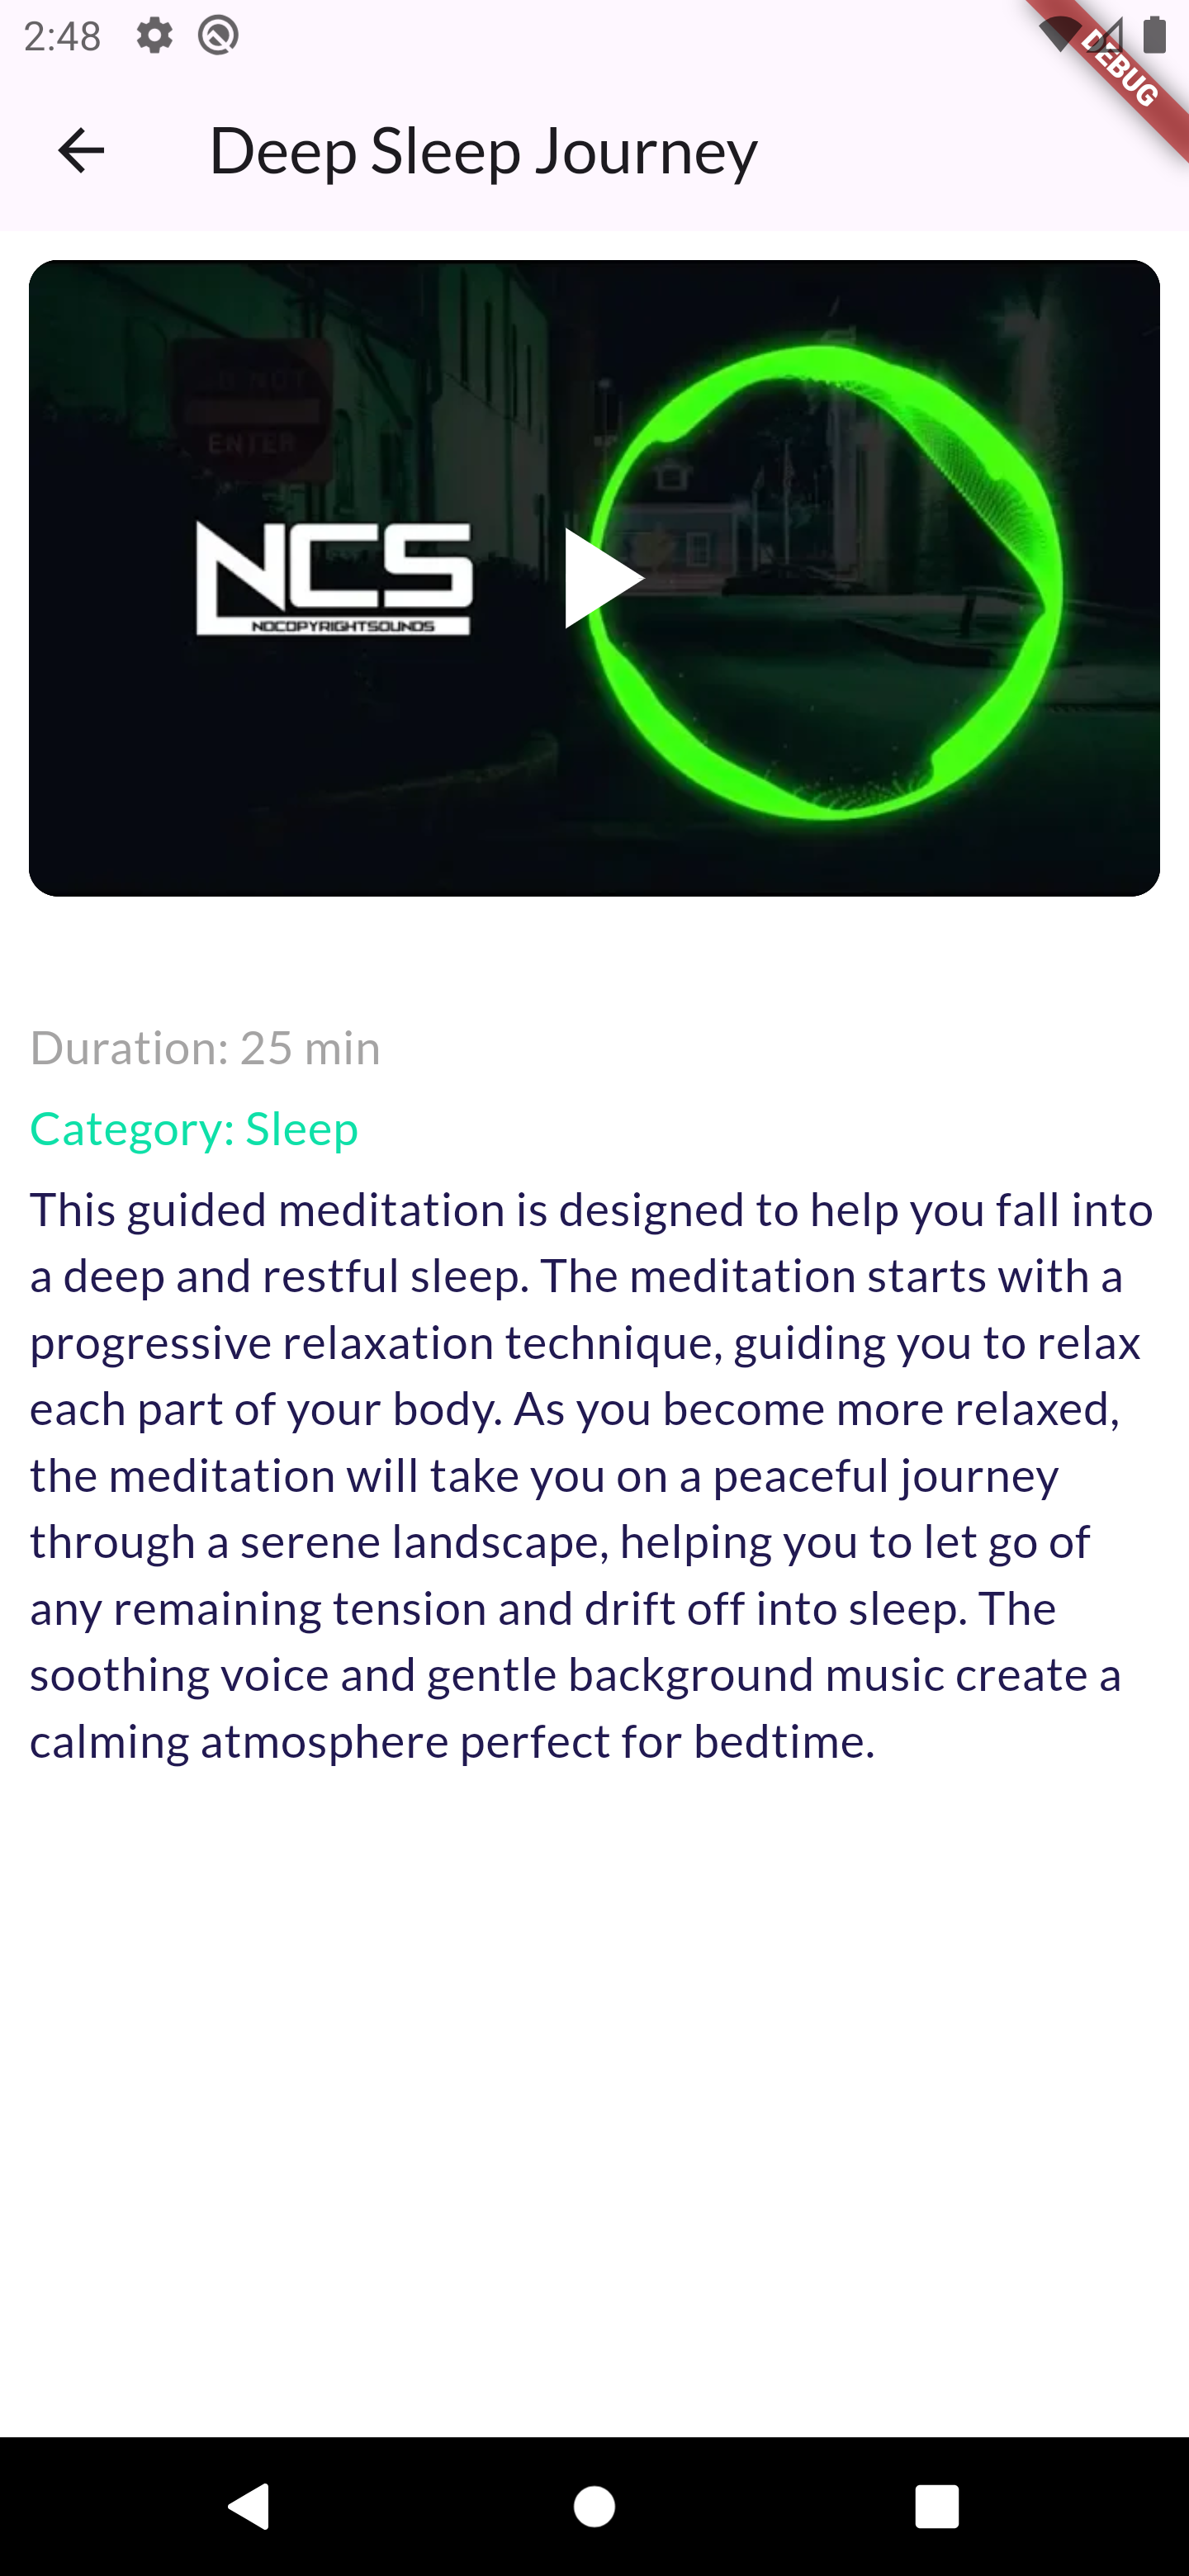 2:48
DEBUG
Deep Sleep Journey
DO NOT
ENTER
NCS
NOCOPYRIGHTSOUNDS
Duration: 25 min
Category: Sleep
This guided meditation is designed to help you fall into
a deep and restful sleep. The meditation starts with a
progressive relaxation technique, guiding you to relax
each part of your body. As you become more relaxed,
the meditation will take you on a peaceful journey
through a serene landscape, helping you to let go of
any remaining tension and drift off into sleep. The
soothing voice and gentle background music create a
calming atmosphere perfect for bedtime.